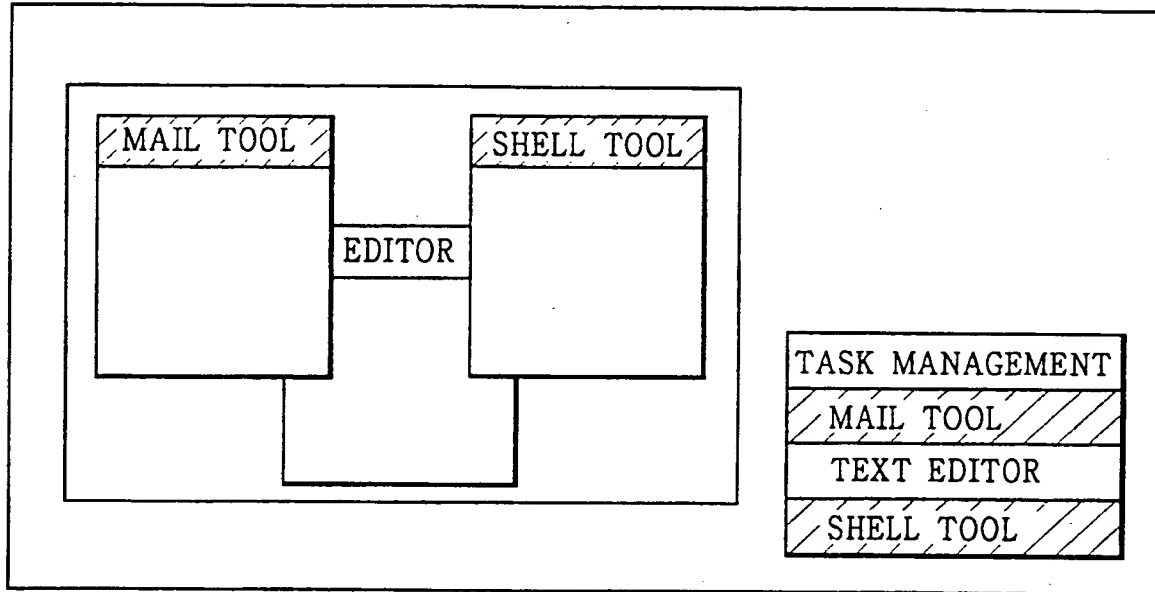 MAIL TOOL
SHELL TOOL
EDITOR
TASK MANAGEMENT
MAIL TOOL
TEXT EDITOR
SHELL TOOL